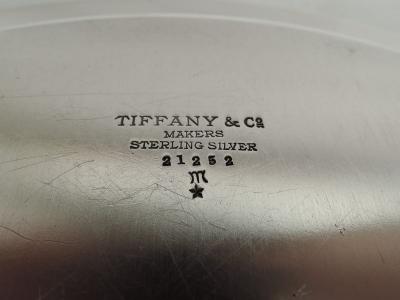 TIFFANY & Co
MAKERS
STERLING SILVER
21252
m
★